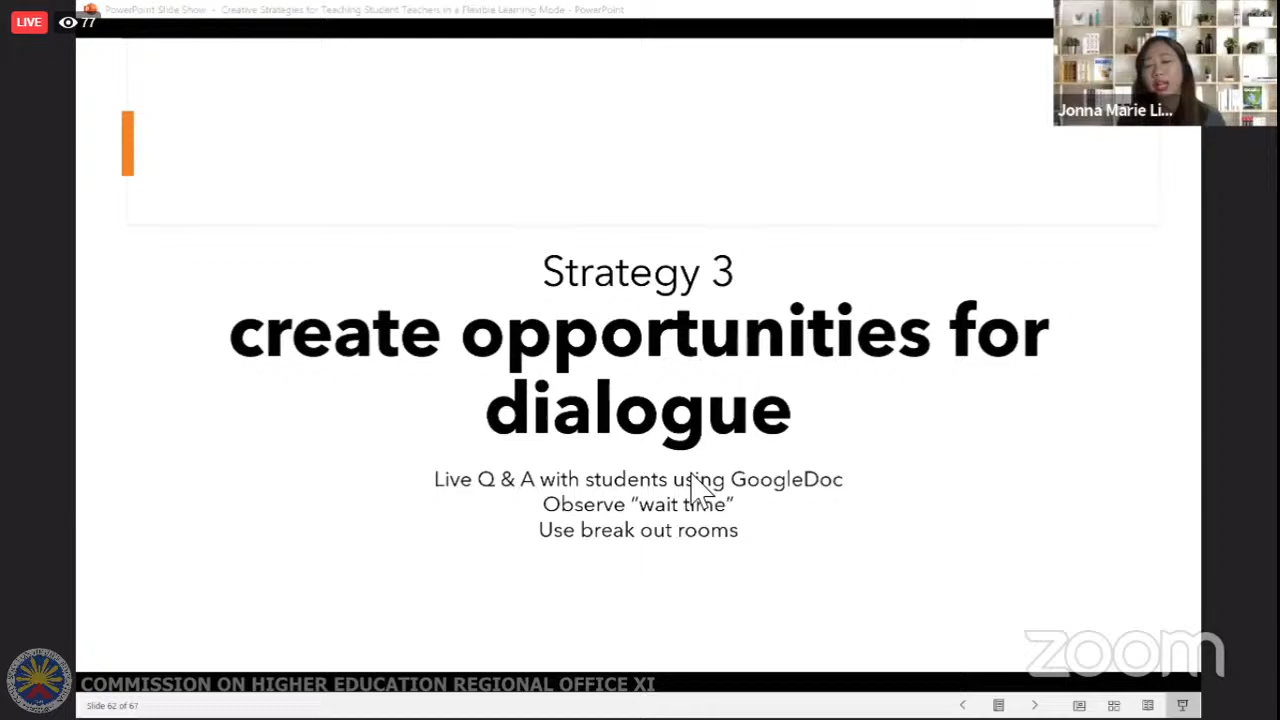 PowerPoint Slide Show - Creative Strategies for Teaching Student Teachers in a Flexible Learning Mode - PowerPoint
LIVE 77
Jonna Marie Li...
Strategy 3
create opportunities for
dialogue
Live Q & A with students using GoogleDoc
Observe “wait time”
Use break out rooms
zoom
COMMISSION ON HIGHER EDUCATION REGIONAL OFFICE XI
Slide 62 of 67